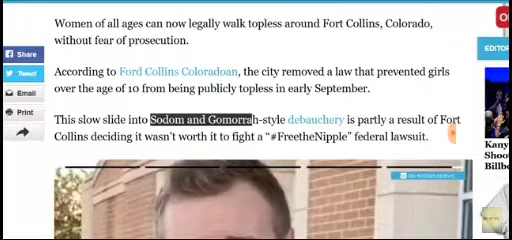 Women of all ages can now legally walk topless around Fort Collins, Colorado,
without fear of prosecution.
Share
Tweet
Email
Print
According to Ford Collins Coloradoan, the city removed a law that prevented girls
over the age of 10 from being publicly topless in early September.
This slow slide into Sodom and Gomorrah-style debauchery is partly a result of Fort
Collins deciding it wasn't worth it to fight a “#FreetheNipple” federal lawsuit.
EDITOR
Kany
Shoo
Billbo